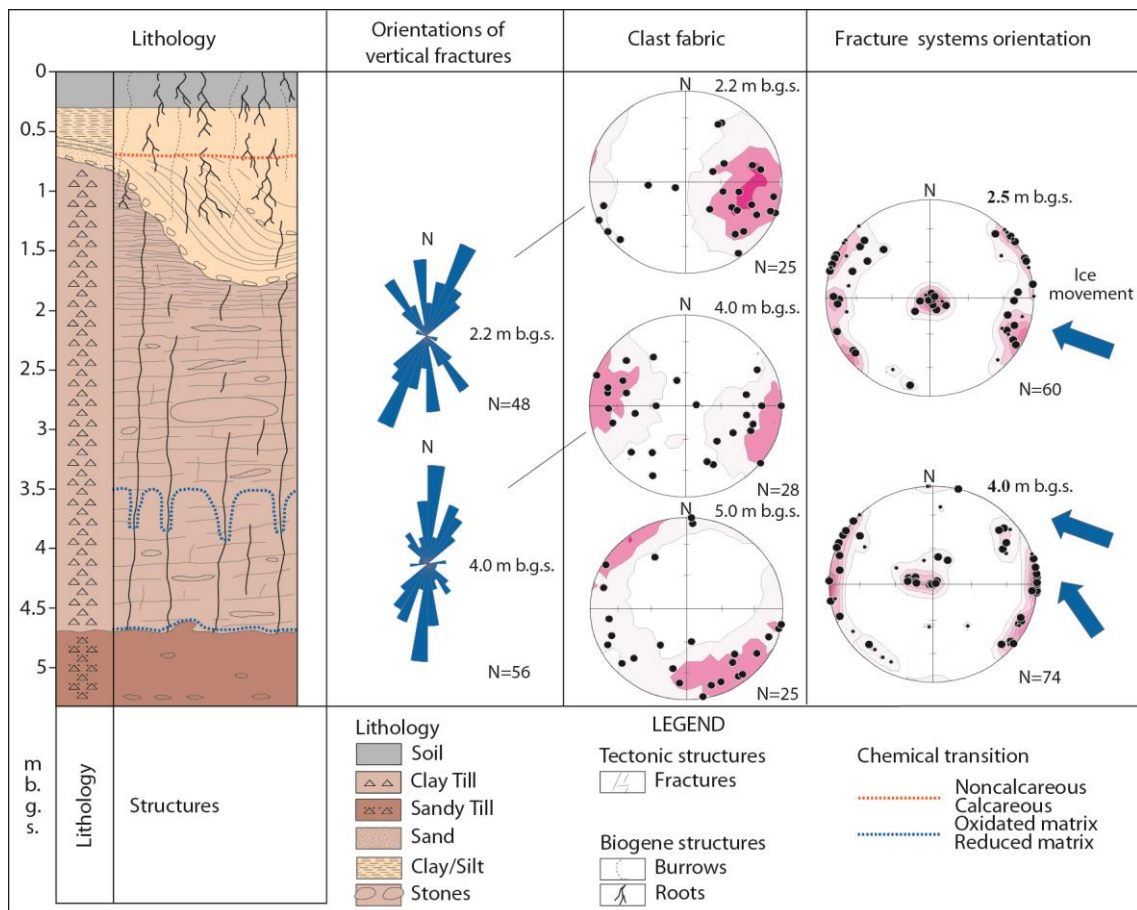 Lithology
Orientations of
vertical fractures
Clast fabric
Fracture systems orientation
0
0.5
1
1.5
2
2.5
3
3.5
4
4.5
5
N
2.2 m b.g.s.
N=48
N
4.0 m b.g.s.
N=56
N
2.2 m b.g.s.
N=25
4.0 m b.g.s.
N=28
5.0 m b.g.s.
N=25
N
2.5 m b.g.s.
Ice
movement
N=60
N
4.0 m b.g.s.
N=74
m
b.
g.
s.
Lithology
Structures
LEGEND
Lithology
Soil
Clay Till
Sandy Till
Sand
Clay/Silt
Stones
Tectonic structures
Fractures
Biogene structures
Burrows
Roots
Chemical transition
Noncalcareous
Calcareous
Oxidated matrix
Reduced matrix